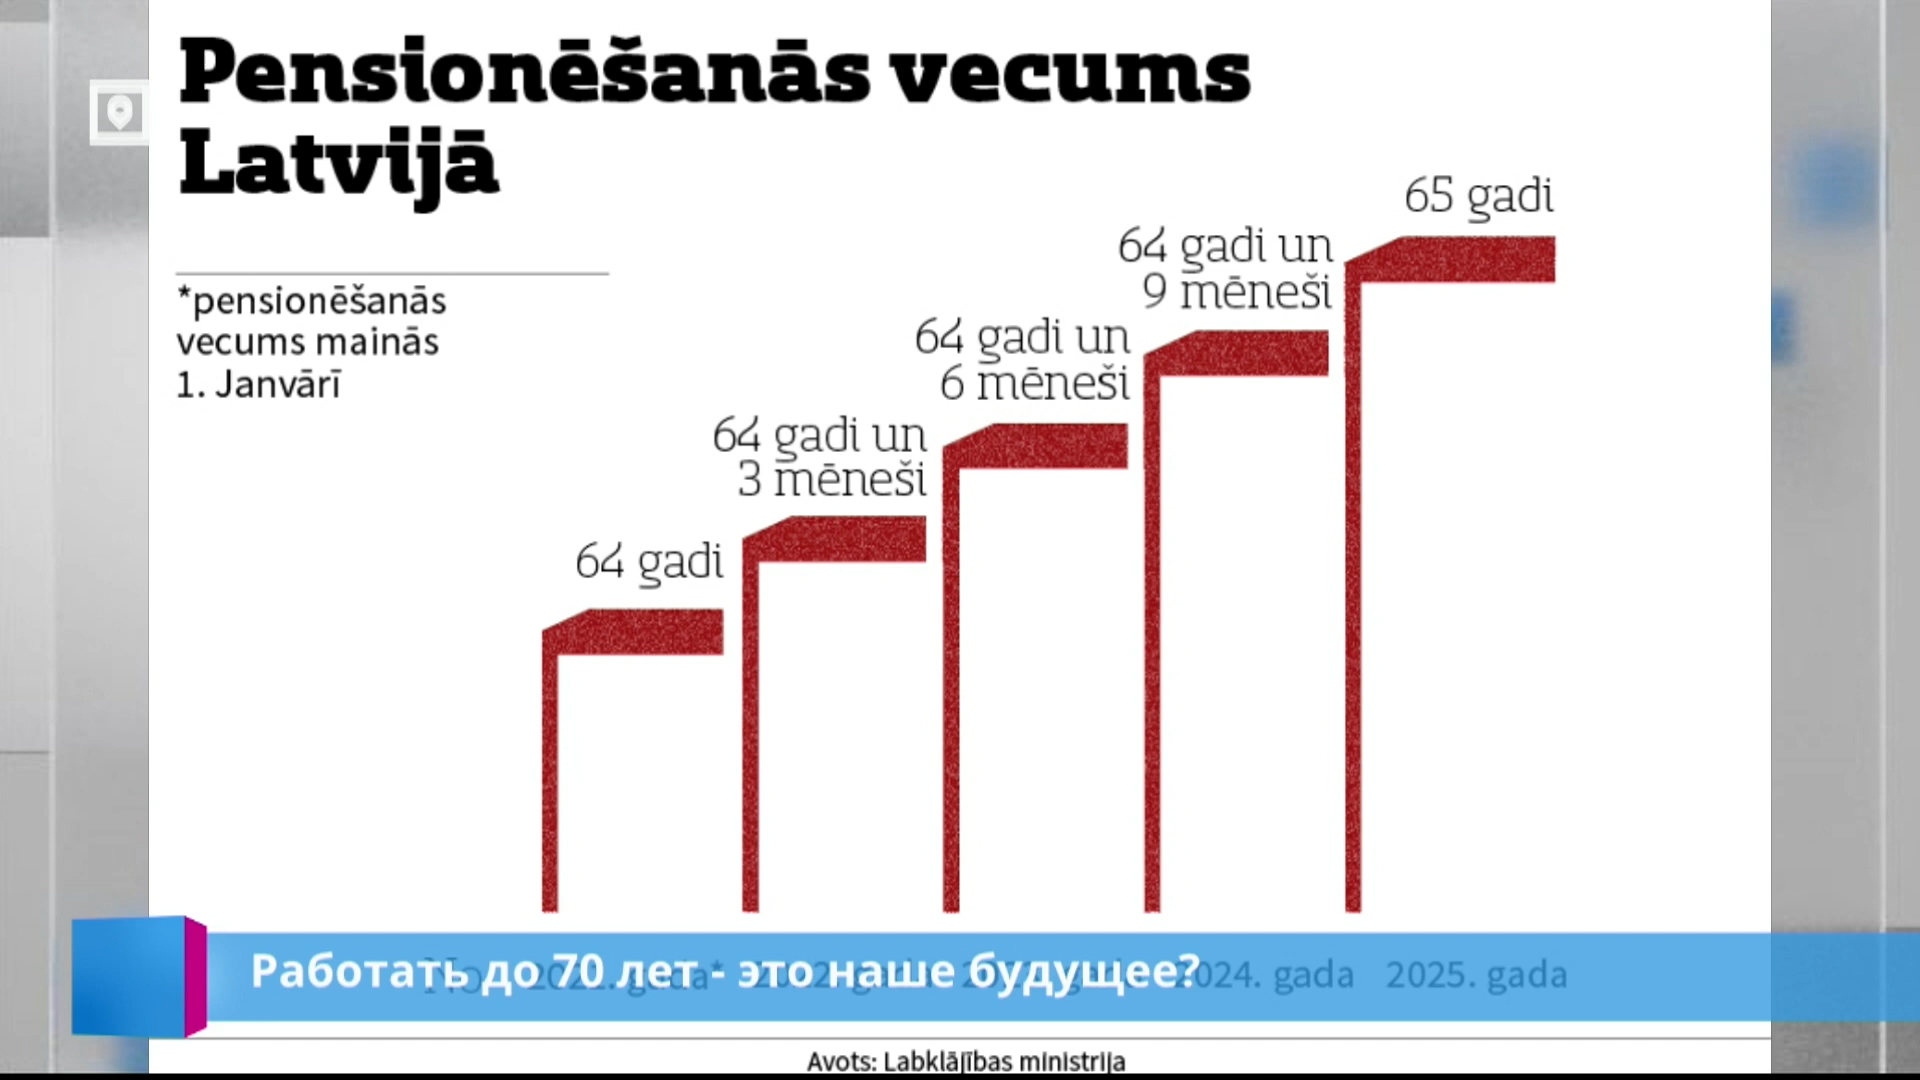 Pensionēšanās vecums
Latvijā
*pensionēšanās
vecums mainās
1. Janvārī
64 gadi
64 gadi un
3 mēneši
64 gadi un
6 mēneši
64 gadi un
9 mēneši
65 gadi
Работать до 70 лет - это наше будущее?
2024. gada 2025. gada
Avots: Labklājības ministrija